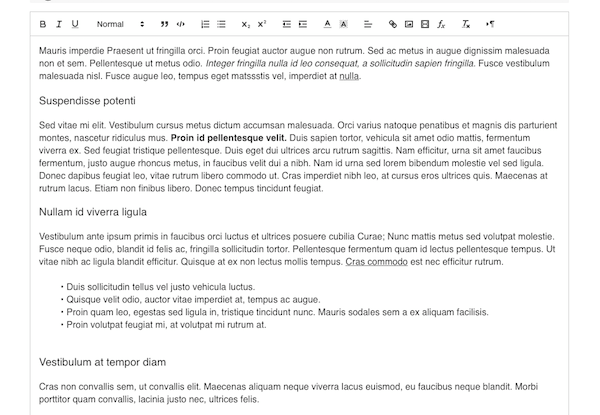 B I U Normal
Mauris imperdie Praesent ut fringilla orci. Proin feugiat auctor augue non rutrum. Sed ac metus in augue dignissim malesuada
non et sem. Pellentesque ut metus odio. Integer fringilla nulla id leo consequat, a sollicitudin sapien fringilla. Fusce vestibulum
malesuada nisl. Fusce augue leo, tempus eget matssstis vel, imperdiet at nulla.
Suspendisse potenti
Sed vitae mi elit. Vestibulum cursus metus dictum accumsan malesuada. Orci varius natoque penatibus et magnis dis parturient
montes, nascetur ridiculus mus. Proin id pellentesque velit. Duis sapien tortor, vehicula sit amet odio mattis, fermentum
viverra ex. Sed feugiat tristique pellentesque. Duis eget dui ultrices arcu rutrum sagittis. Nam efficitur, urna sit amet faucibus
fermentum, justo augue rhoncus metus, in faucibus velit dui a nibh. Nam id urna sed lorem bibendum molestie vel sed ligula.
Donec dapibus feugiat leo, vitae rutrum libero commodo ut. Cras imperdiet nibh leo, at cursus eros ultrices quis. Maecenas at
rutrum lacus. Etiam non finibus libero. Donec tempus tincidunt feugiat.
Nullam id viverra ligula
Vestibulum ante ipsum primis in faucibus orci luctus et ultrices posuere cubilia Curae; Nunc mattis metus sed volutpat molestie.
Fusce neque odio, blandit id felis ac, fringilla sollicitudin tortor. Pellentesque fermentum quam id lectus pellentesque tempus. Ut
vitae nibh ac ligula blandit efficitur. Quisque at ex non lectus mollis tempus. Cras commodo est nec efficitur rutrum.
• Duis sollicitudin tellus vel justo vehicula luctus.
• Quisque velit odio, auctor vitae imperdiet at, tempus ac augue.
• Proin quam leo, egestas sed ligula in, tristique tincidunt nunc. Mauris sodales sem a ex aliquam facilisis.
• Proin volutpat feugiat mi, at volutpat mi rutrum at.
Vestibulum at tempor diam
Cras non convallis sem, ut convallis elit. Maecenas aliquam neque viverra lacus euismod, eu faucibus neque blandit. Morbi
porttitor quam convallis, lacinia justo nec, ultrices felis.